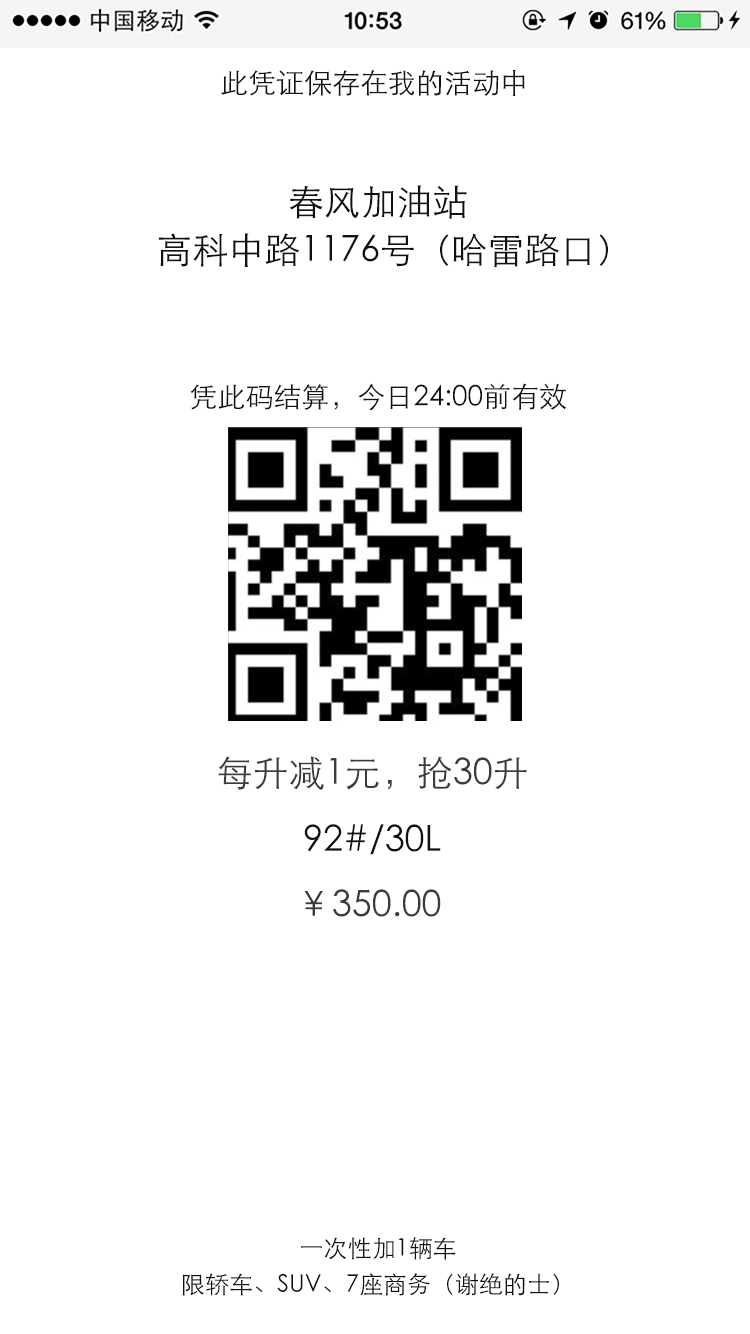 中国移动 10:53 61%
此凭证保存在我的活动中
春风加油站
高科中路1176号（哈雷路口）
凭此码结算，今日24:00前有效
每升减1元，抢30升
92#/30L
￥350.00
一次性加1辆车
限轿车、SUV、7座商务（谢绝的士）